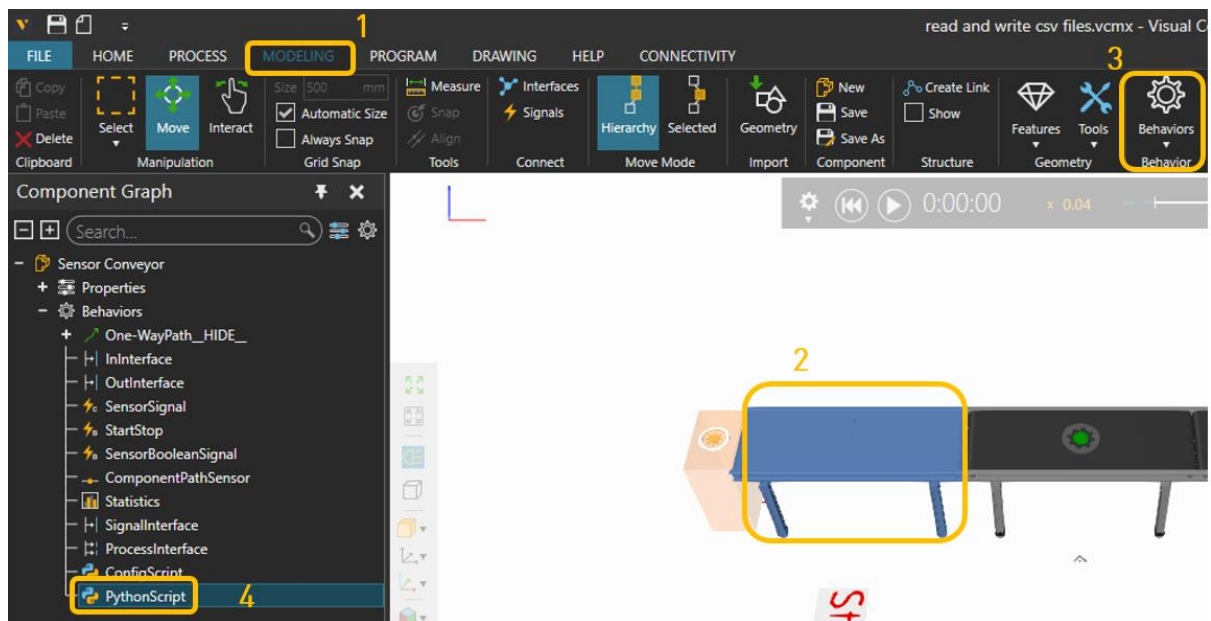 1
read and write csv files.vcmx - Visual C
FILE HOME PROCESS MODELING PROGRAM DRAWING HELP CONNECTIVITY
3
Copy
Paste
Delete
Clipboard
Select
Move
Interact
Manipulation
Size 500 mm
Automatic Size
Always Snap
Grid Snap
Measure
Snap
Align
Tools
Interfaces
Signals
Connect
Hierarchy
Selected
Move Mode
Geometry
Import
New
Save
Save As
Component
Create Link
Show
Structure
Features
Tools
Geometry
Behaviors
Behavior
Component Graph
Search...
0:00:00 x 0.04
Sensor Conveyor
Properties
Behaviors
One-WayPath__HIDE__
InInterface
OutInterface
SensorSignal
StartStop
SensorBooleanSignal
ComponentPathSensor
Statistics
SignalInterface
ProcessInterface
ConfigScript
PythonScript 4
2
St